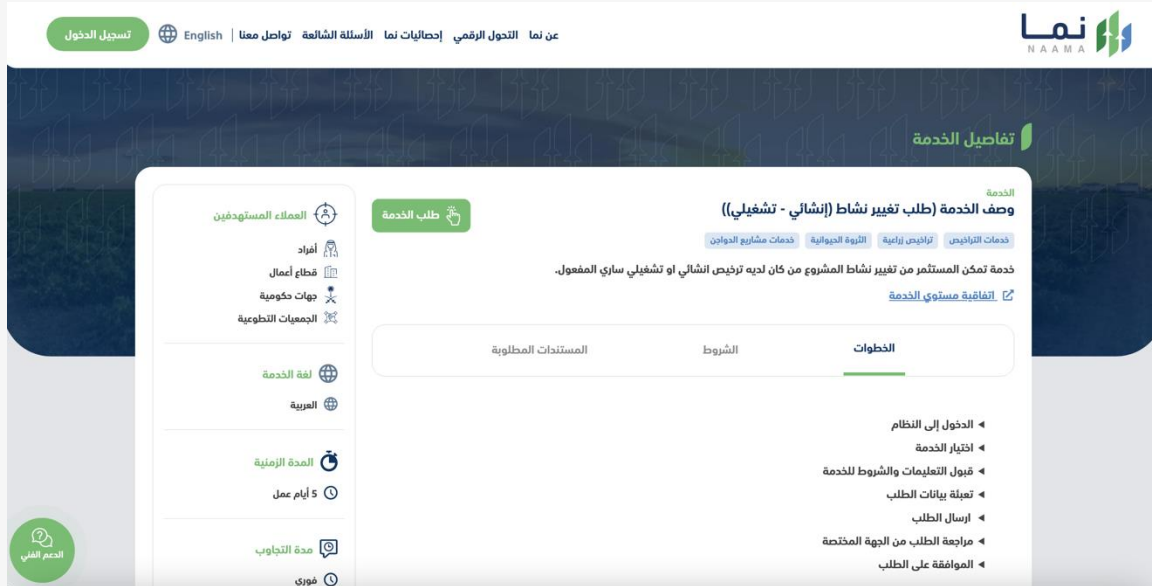 نما
NAAMA
عن نما التحول الرقمي إحصائيات نما الأسئلة الشائعة تواصل معنا | English
تسجيل الدخول
تفاصيل الخدمة
الخدمة
وصف الخدمة (طلب تغيير نشاط (إنشائي - تشغيلي))
طلب الخدمة
خدمات التراخيص تراخيص زراعية الثروة الحيوانية خدمات مشاريع الدواجن
خدمة تمكن المستثمر من تغيير نشاط المشروع من كان لديه ترخيص انشائي او تشغيلي ساري المفعول.
اتفاقية مستوي الخدمة
الخطوات الشروط المستندات المطلوبة
الدخول إلى النظام
اختيار الخدمة
قبول التعليمات والشروط للخدمة
تعبئة بيانات الطلب
ارسال الطلب
مراجعة الطلب من الجهة المختصة
الموافقة على الطلب
العملاء المستهدفين
أفراد
قطاع أعمال
جهات حكومية
الجمعيات التطوعية
لغة الخدمة
العربية
المدة الزمنية
5 أيام عمل
مدة التجاوب
فوري
الدعم الفني